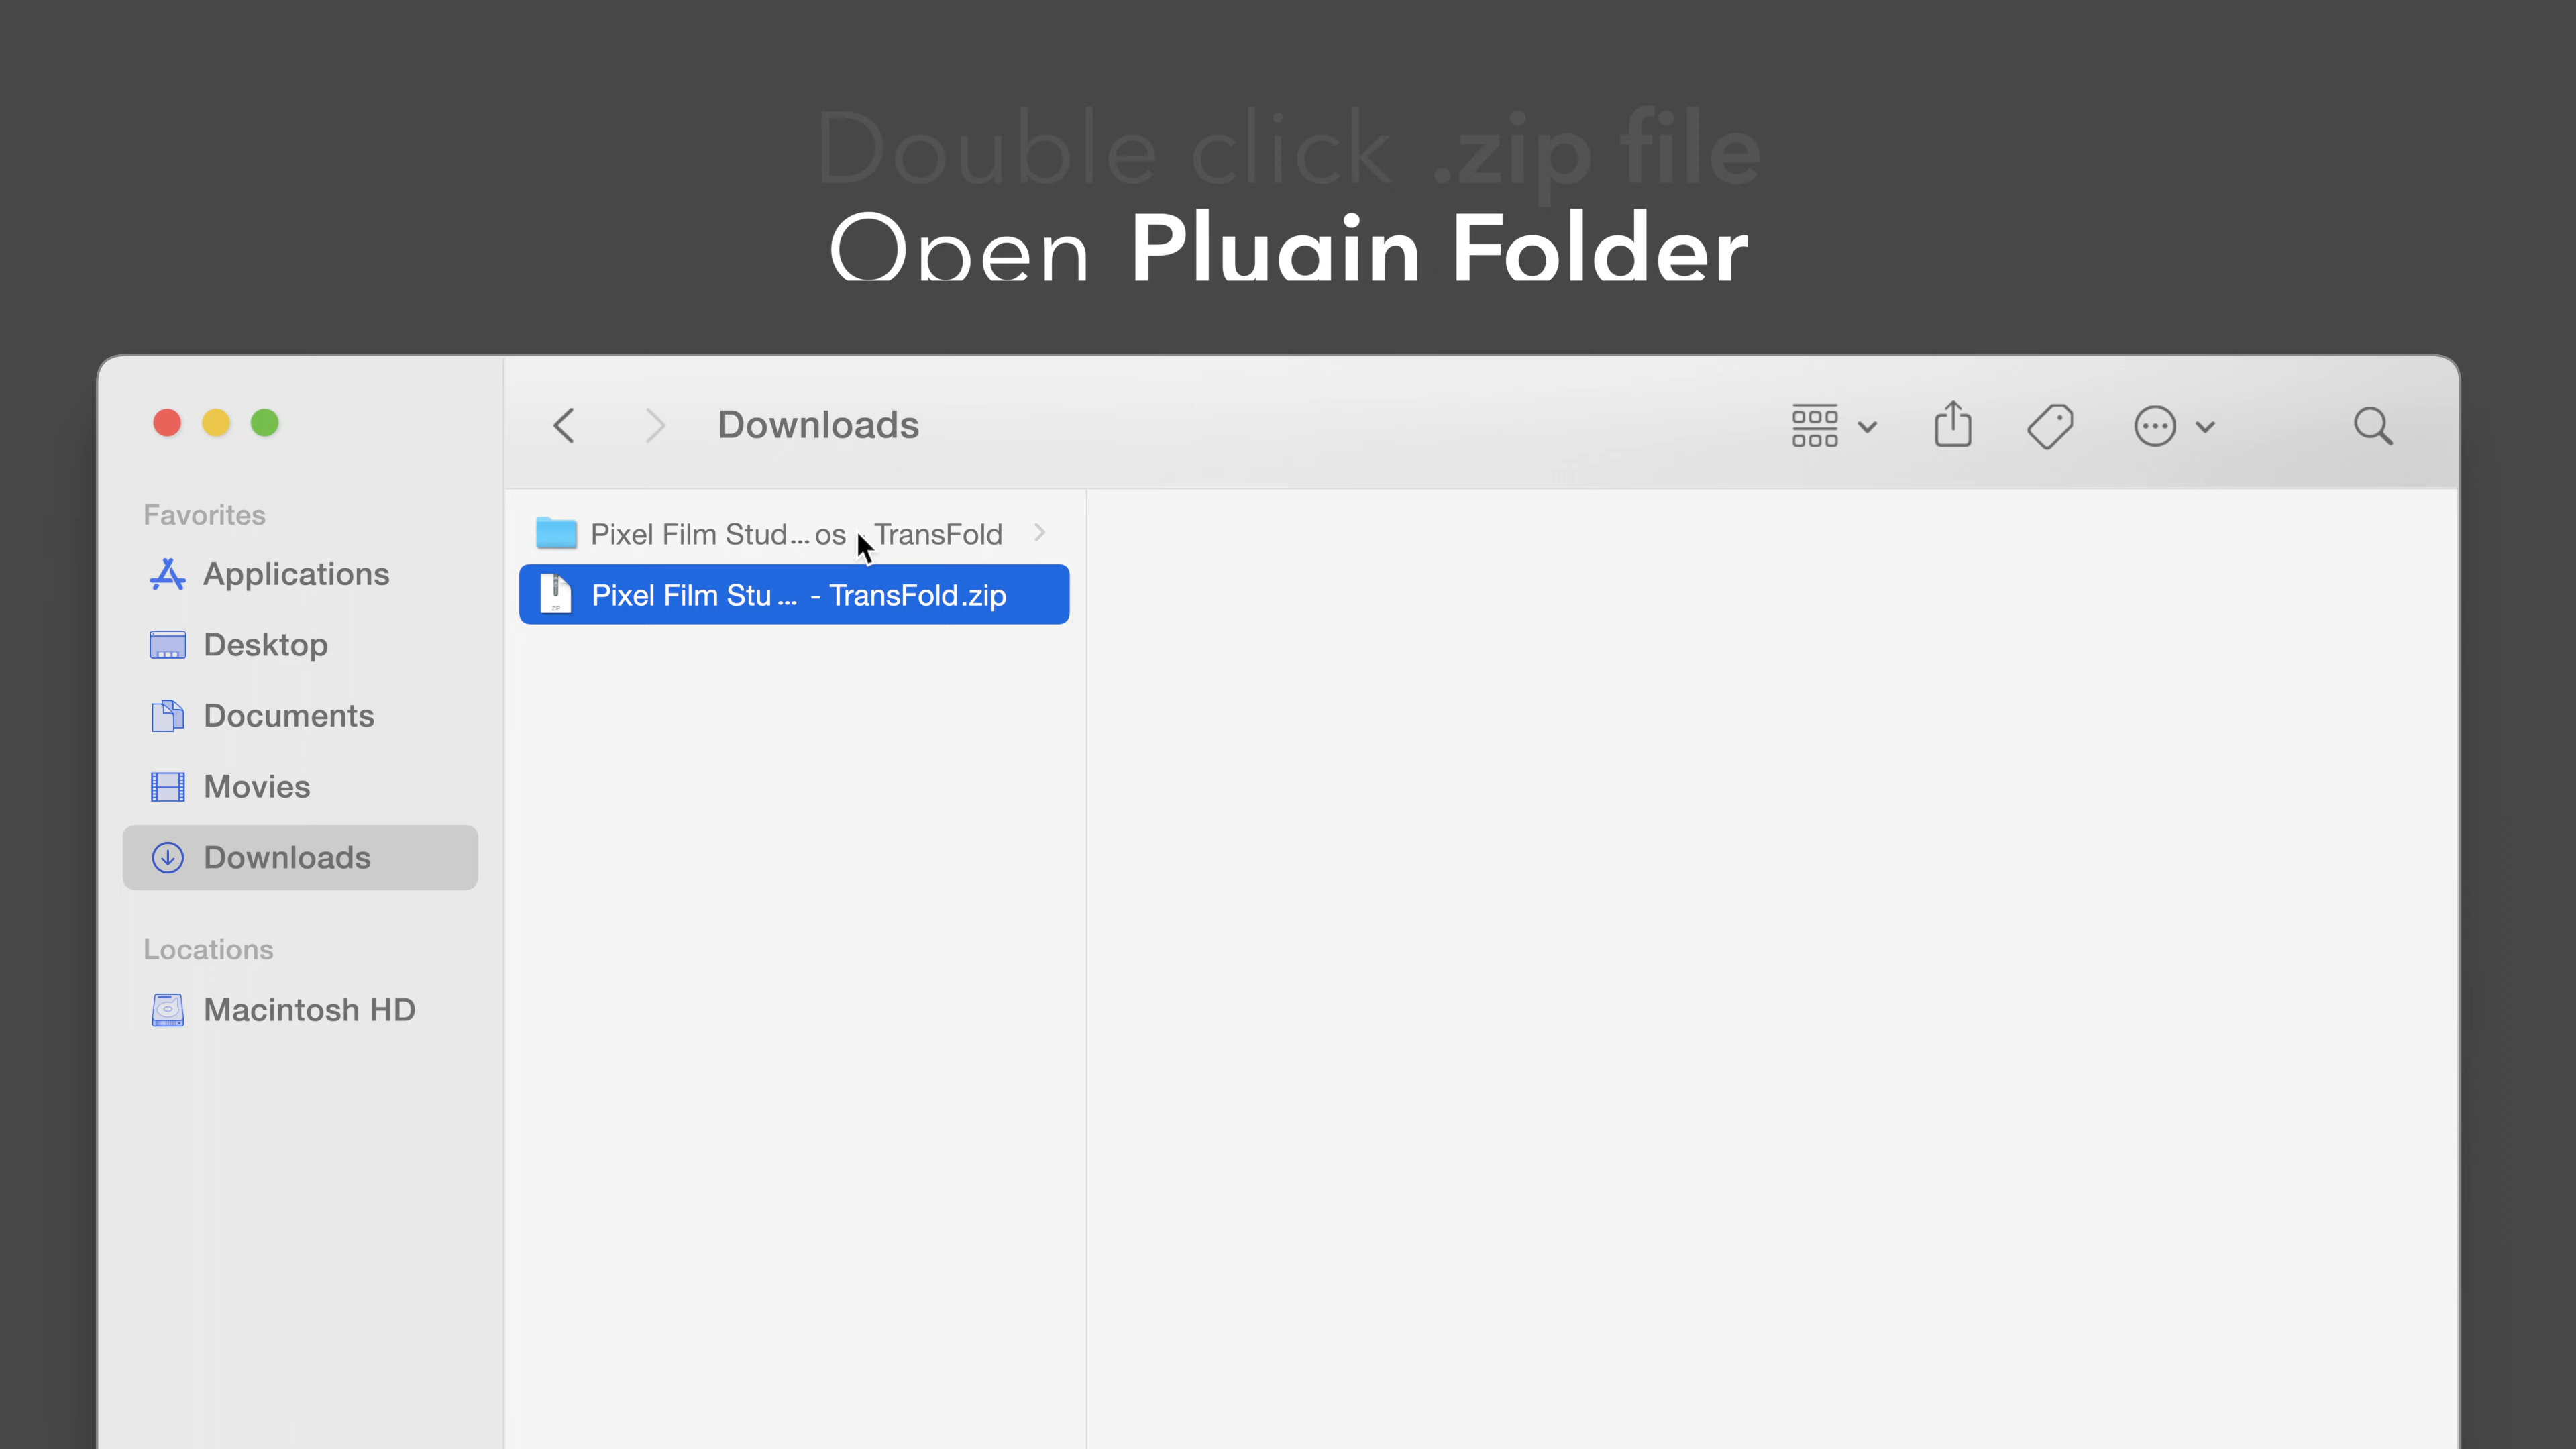 Double click .zip file
Open Plugin Folder
Downloads
Favorites
Applications
Desktop
Documents
Movies
Downloads
Locations
Macintosh HD
Pixel Film Stud...os - TransFold
Pixel Film Stu... - TransFold.zip
ZIP